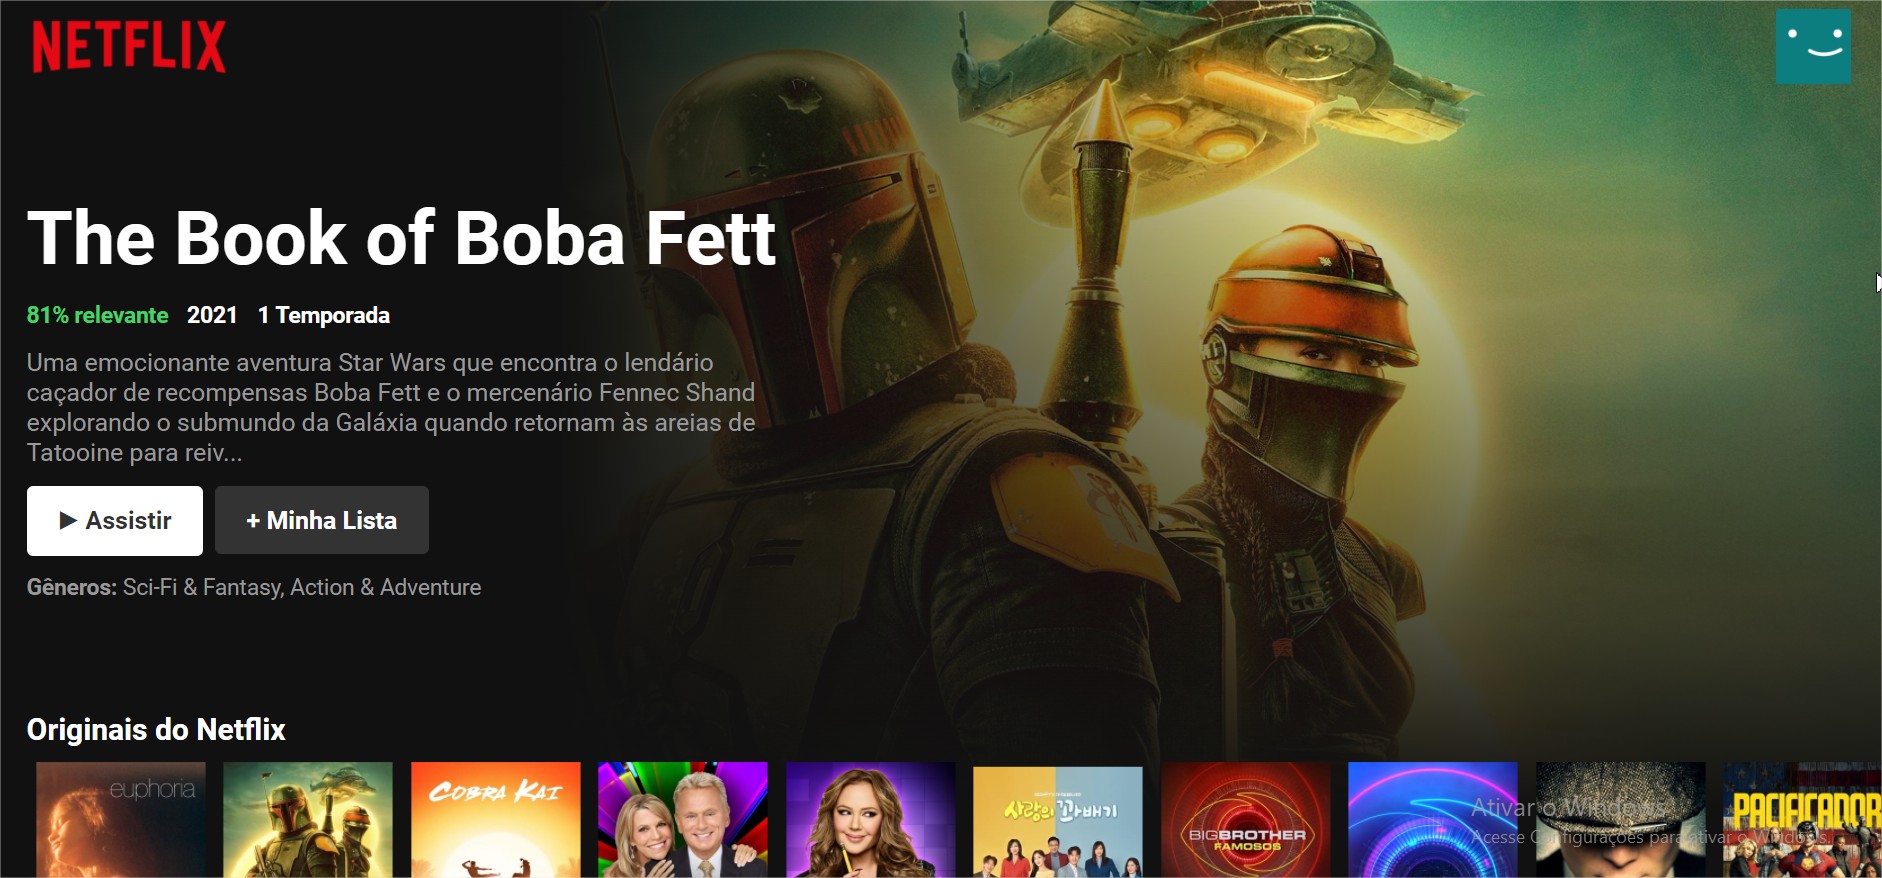 NETFLIX
The Book of Boba Fett
81% relevante 2021 1 Temporada
Uma emocionante aventura Star Wars que encontra o lendário
caçador de recompensas Boba Fett e o mercenário Fennec Shand
explorando o submundo da Galáxia quando retornam às areias de
Tatooine para reiv...
Assistir
+ Minha Lista
Gêneros: Sci-Fi & Fantasy, Action & Adventure
Originais do Netflix
euphoria
COBRA KAI
사랑의 꽈배기
BIGBROTHER
FAMOSOS
PACIFICADOR
Ativar o Windows
Acesse Configurações para ativar o Windows.